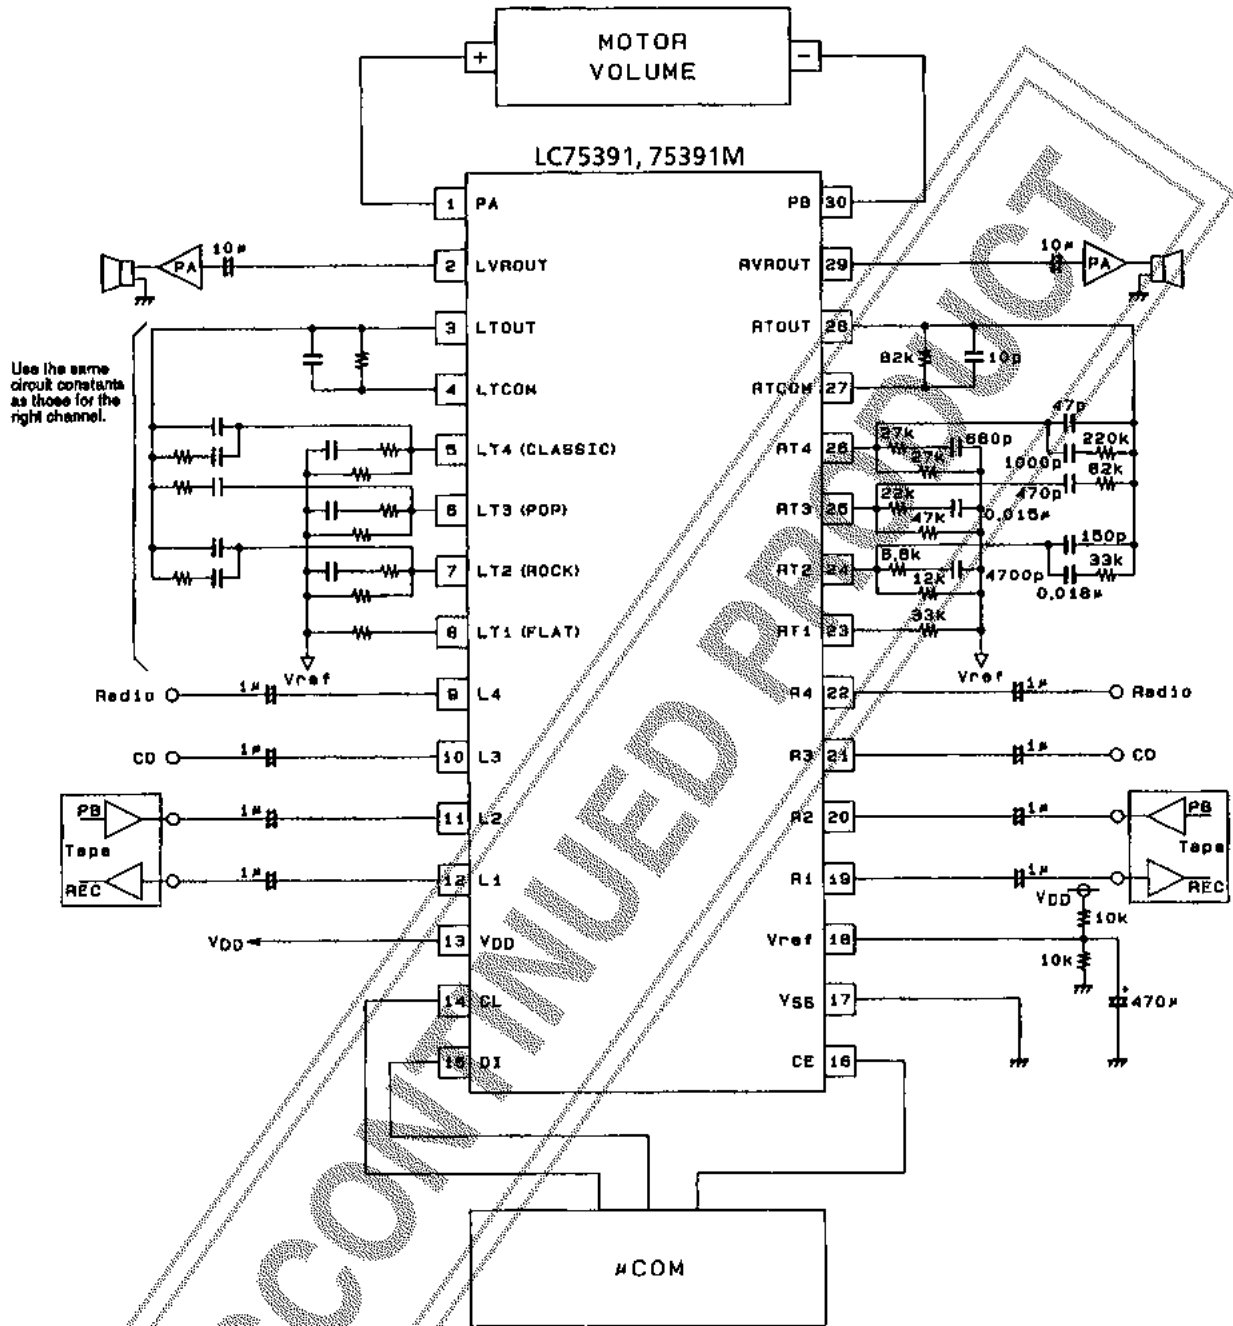 MOTOR
VOLUME
+
-
LC75391, 75391M
1 PA
PB 30
10µ
PA
2 LVROUT
RVROUT 29
10µ
PA
3 LTOUT
RTOUT 28
Use the same
circuit constants
as those for the
right channel.
82k
10p
4 LTCOM
RTCOM 27
47p
5 LT4 (CLASSIC)
RT4 26
27k
680p
27k
220k
1000p
82k
470p
6 LT3 (POP)
RT3 25
22k
47k
0.015µ
150p
7 LT2 (ROCK)
RT2 24
6.8k
12k
4700p
33k
0.018µ
8 LT1 (FLAT)
RT1 23
33k
Vref
Vref
Radio
1µ
9 L4
R4 22
1µ
Radio
CD
1µ
10 L3
R3 21
1µ
CD
PB
Tape
REC
1µ
11 L2
R2 20
1µ
PB
Tape
REC
1µ
12 L1
R1 19
1µ
VDD
10k
VDD
13 VDD
Vref 18
10k
14 CL
VSS 17
+
470µ
15 DI
CE 16
µCOM
DISCONTINUED PRODUCT